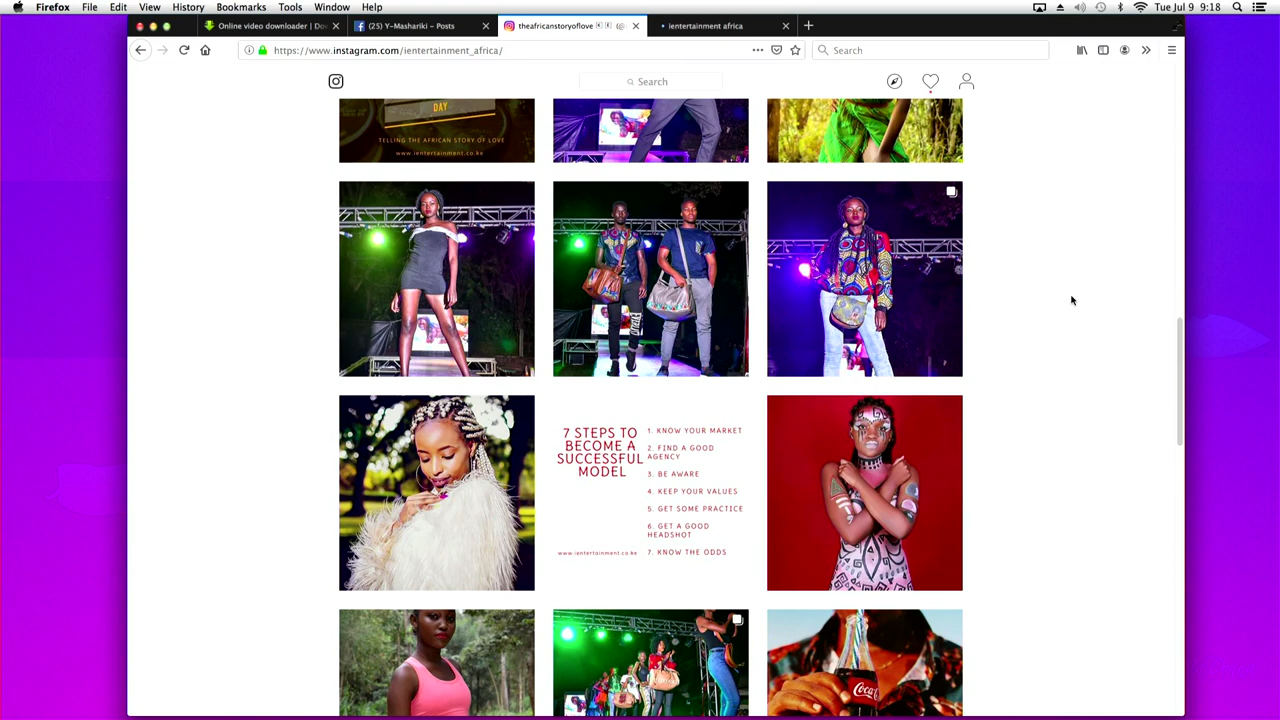 Firefox File Edit View History Bookmarks Tools Window Help Tue Jul 9 9:18
Online video downloader | Do
(25) Y-Mashariki - Posts
theafricanstoryoflove
ientertainment africa
https://www.instagram.com/ientertainment_africa/
Search
Search
DAY
TELLING THE AFRICAN STORY OF LOVE
www.ientertainment.co.ke
7 STEPS TO
BECOME A
SUCCESSFUL
MODEL
www.ientertainment.co.ke
1. KNOW YOUR MARKET
2. FIND A GOOD
AGENCY
3. BE AWARE
4. KEEP YOUR VALUES
5. GET SOME PRACTICE
6. GET A GOOD
HEADSHOT
7. KNOW THE ODDS
Coca